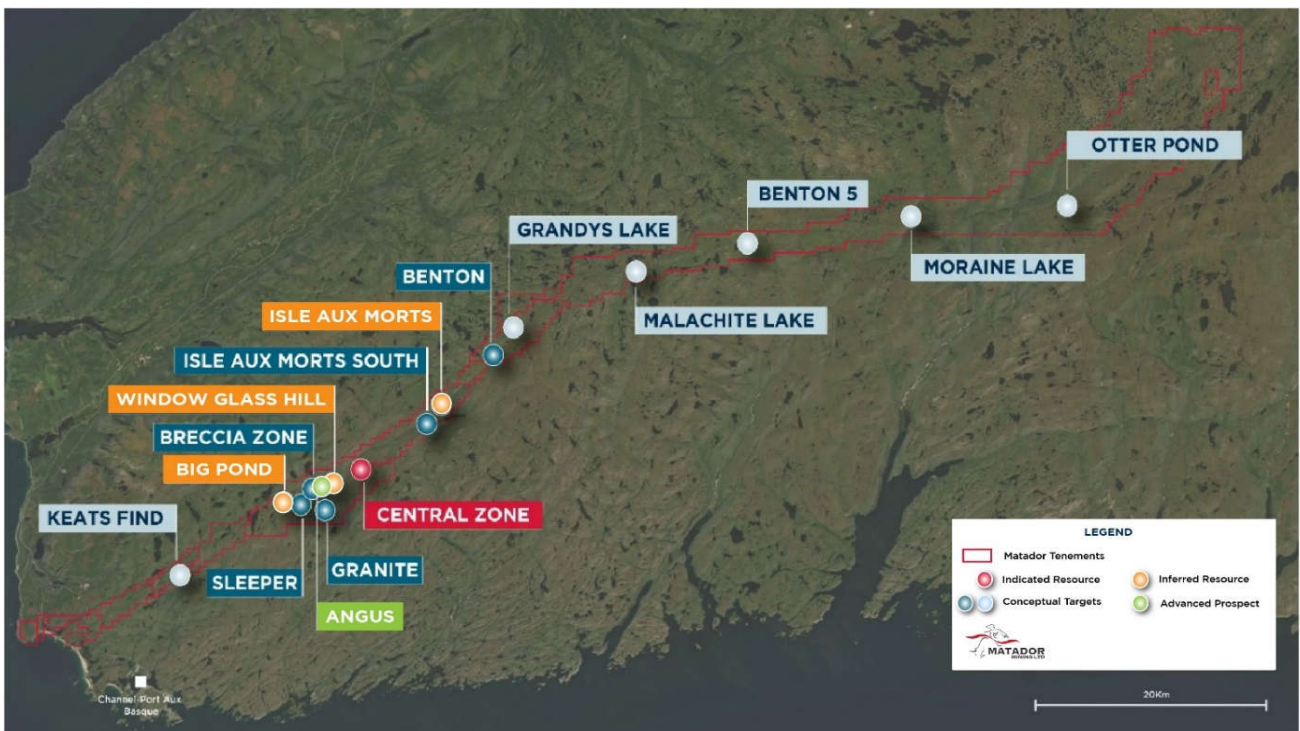 OTTER POND
BENTON 5
GRANDYS LAKE
MORAINE LAKE
BENTON
ISLE AUX MORTS
MALACHITE LAKE
ISLE AUX MORTS SOUTH
WINDOW GLASS HILL
BRECCIA ZONE
BIG POND
CENTRAL ZONE
KEATS FIND
GRANITE
SLEEPER
ANGUS
Channel-Port Aux
Basque
LEGEND
Matador Tenements
Indicated Resource
Inferred Resource
Conceptual Targets
Advanced Prospect
MATADOR
MINING LTD
20Km